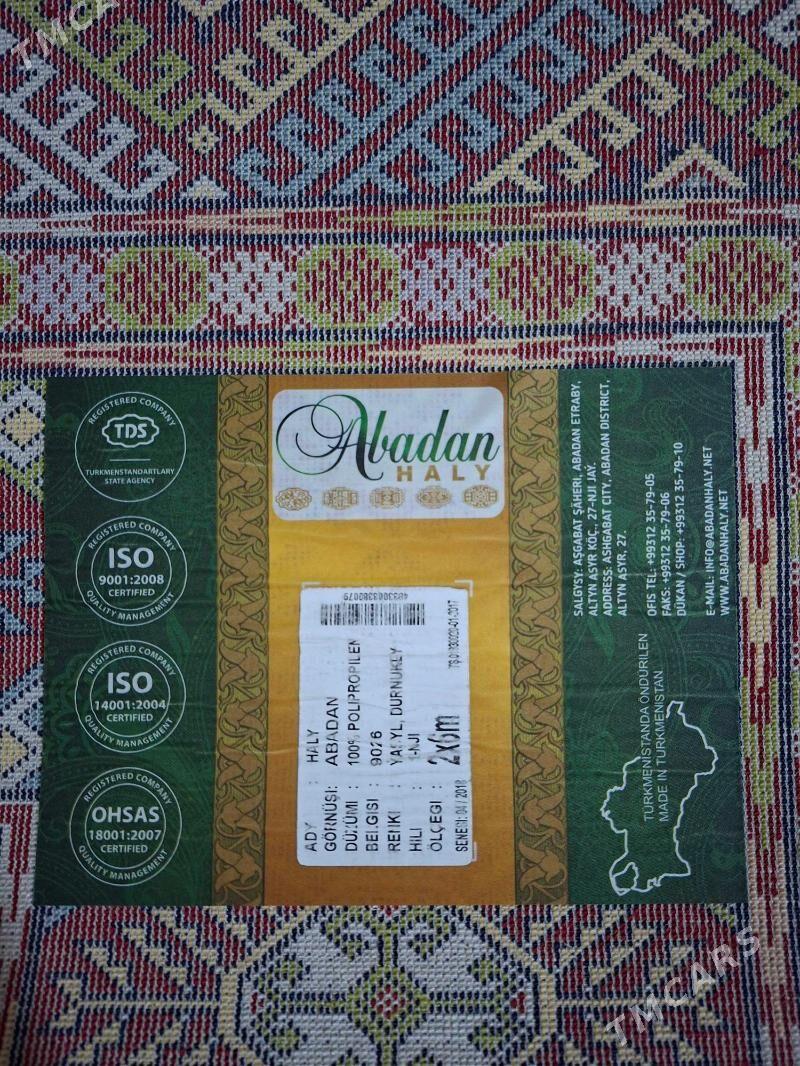 TMCARS
REGISTERED COMPANY
TDS
TURKMENSTANDARTLARY
STATE AGENCY
REGISTERED COMPANY
ISO
9001:2008
CERTIFIED
QUALITY MANAGEMENT
REGISTERED COMPANY
ISO
14001:2004
CERTIFIED
QUALITY MANAGEMENT
REGISTERED COMPANY
OHSAS
18001:2007
CERTIFIED
QUALITY MANAGEMENT
Abadan
HALY
4833003380079
ADY : HALY
GÖRNÜŞI: ABADAN
DÜZÜMI : 100% POLIPROPILEN
BELGISI : 9026
RENKI : YAŞYL, DURNUKLY
HILI : 1-NJI
ÖLÇEGI : 2x6m
SENESI: 04 / 2018
SALGYSY: AŞGABAT ŞÄHERI, ABADAN ETRABY,
ALTYN ASYR KÖÇ., 27-NJI JAÝ.
ADDRESS: ASHGABAT CITY, ABADAN DISTRICT,
ALTYN ASYR, 27.
OFIS TEL: +99312 35-79-05
FAKS: +99312 35-79-06
DÜKAN / SHOP: +99312 35-79-10
E-MAIL: INFO@ABADANHALY.NET
WWW.ABADANHALY.NET
TÜRKMENISTANDA ÖNDÜRILEN
MADE IN TURKMENISTAN
TMCARS